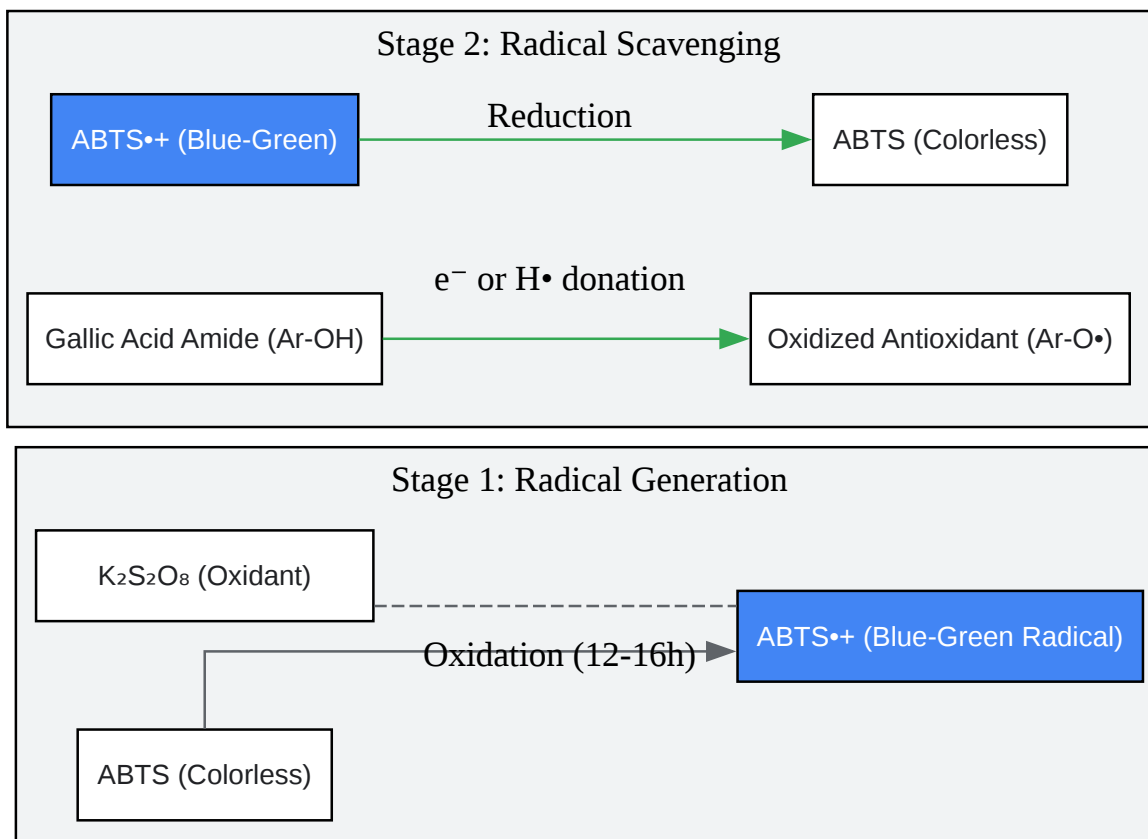 Stage 2: Radical Scavenging
ABTS•+ (Blue-Green)
Reduction
ABTS (Colorless)
e⁻ or H• donation
Gallic Acid Amide (Ar-OH)
Oxidized Antioxidant (Ar-O•)
Stage 1: Radical Generation
K₂S₂O₈ (Oxidant)
ABTS•+ (Blue-Green Radical)
Oxidation (12-16h)
ABTS (Colorless)